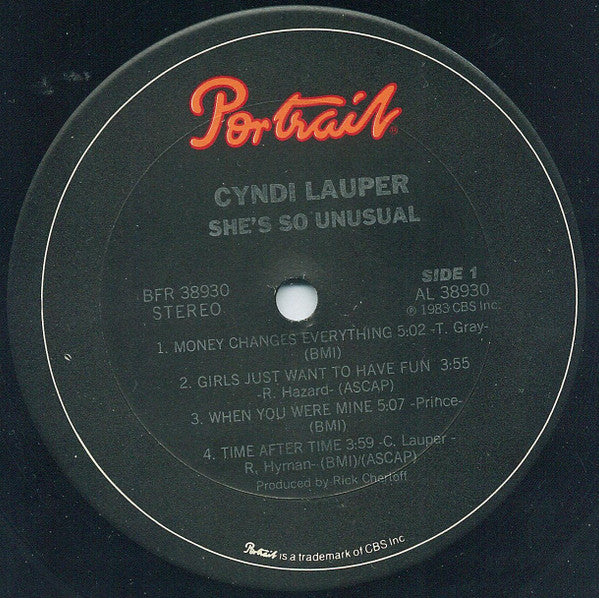 Portrait
®
CYNDI LAUPER
SHE'S SO UNUSUAL
BFR 38930
STEREO
SIDE 1
AL 38930
℗ 1983 CBS Inc.
1. MONEY CHANGES EVERYTHING 5:02 -T. Gray-
(BMI)
2. GIRLS JUST WANT TO HAVE FUN 3:55
-R. Hazard- (ASCAP)
3. WHEN YOU WERE MINE 5:07 -Prince-
(BMI)
4. TIME AFTER TIME 3:59 -C. Lauper -
R. Hyman- (BMI)/(ASCAP)
Produced by Rick Chertoff
Portrait is a trademark of CBS Inc